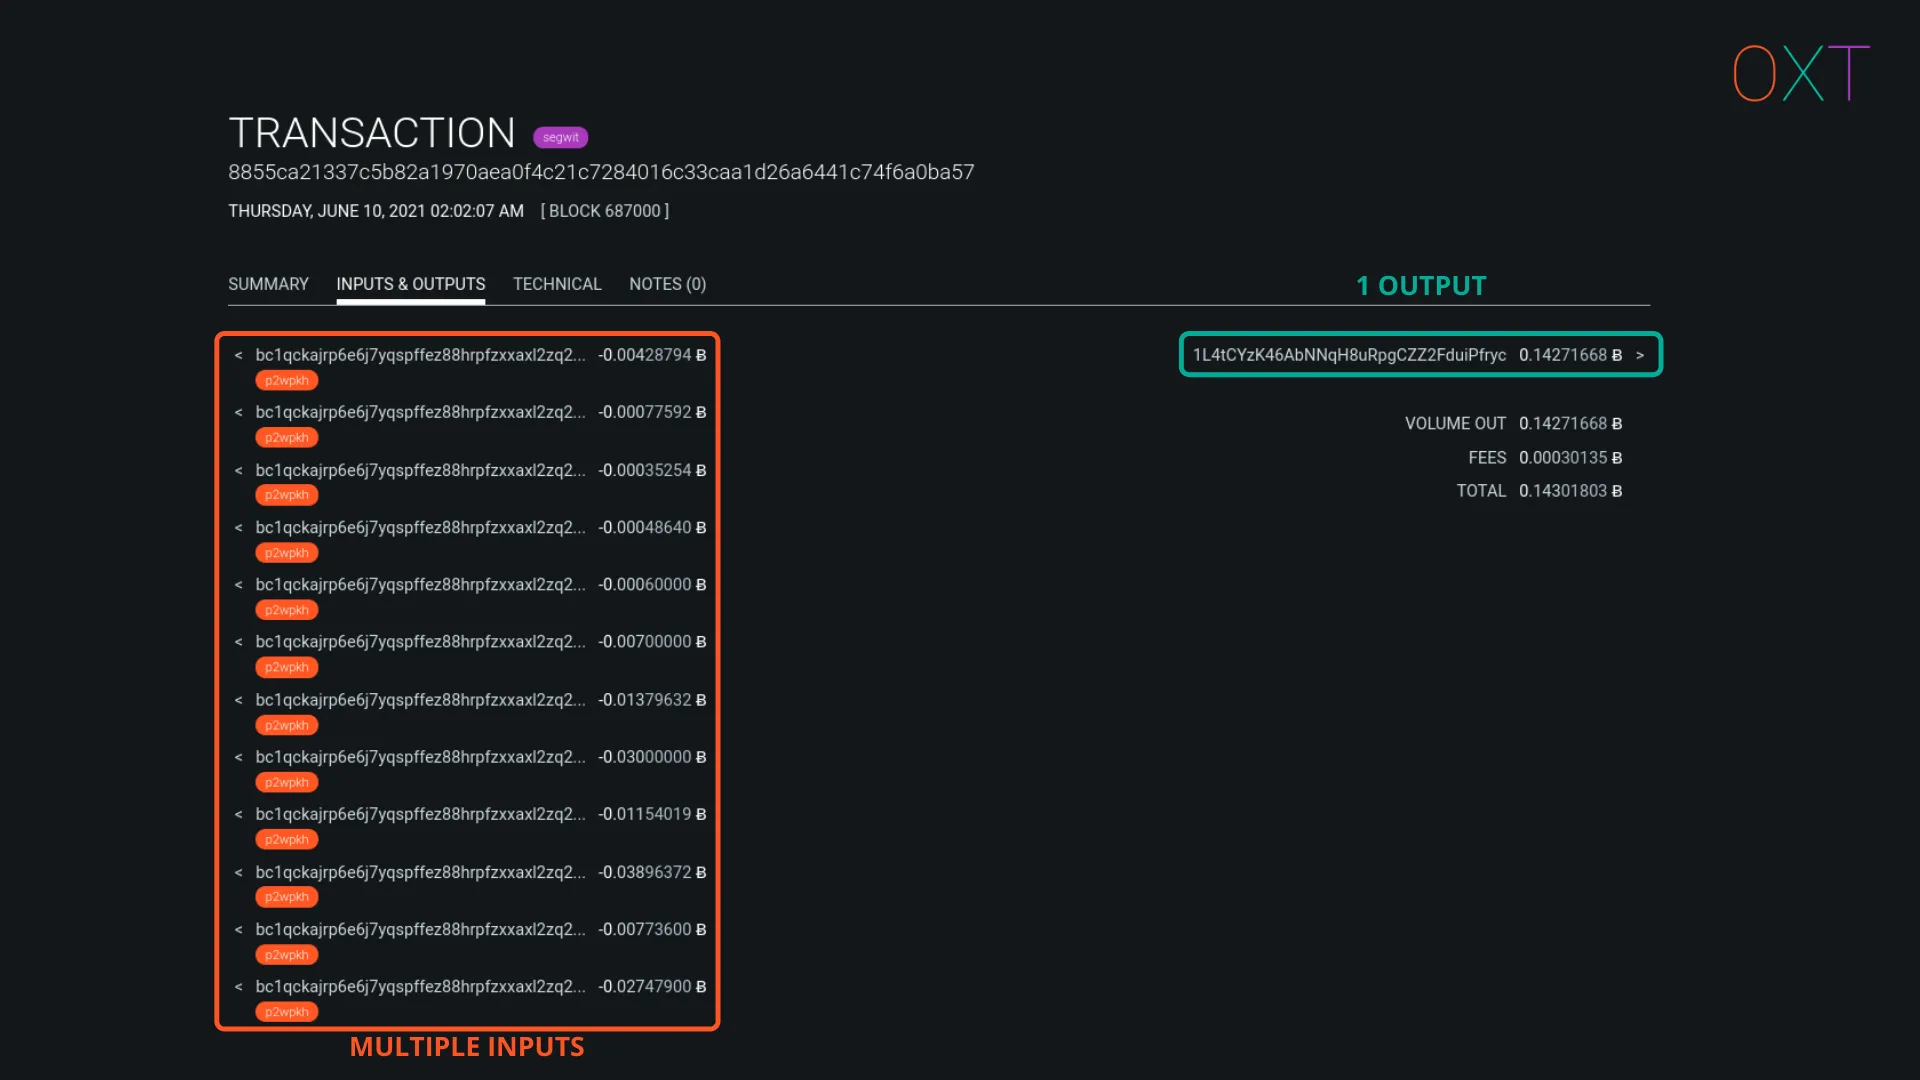 OXT
TRANSACTION segwit
8855ca21337c5b82a1970aea0f4c21c7284016c33caa1d26a6441c74f6a0ba57
THURSDAY, JUNE 10, 2021 02:02:07 AM [ BLOCK 687000 ]
SUMMARY INPUTS & OUTPUTS TECHNICAL NOTES (0)
1 OUTPUT
< bc1qckajrp6e6j7yqspffez88hrpfzxxaxl2zq2... -0.00428794 Ƀ
p2wpkh
< bc1qckajrp6e6j7yqspffez88hrpfzxxaxl2zq2... -0.00077592 Ƀ
p2wpkh
< bc1qckajrp6e6j7yqspffez88hrpfzxxaxl2zq2... -0.00035254 Ƀ
p2wpkh
< bc1qckajrp6e6j7yqspffez88hrpfzxxaxl2zq2... -0.00048640 Ƀ
p2wpkh
< bc1qckajrp6e6j7yqspffez88hrpfzxxaxl2zq2... -0.00060000 Ƀ
p2wpkh
< bc1qckajrp6e6j7yqspffez88hrpfzxxaxl2zq2... -0.00700000 Ƀ
p2wpkh
< bc1qckajrp6e6j7yqspffez88hrpfzxxaxl2zq2... -0.01379632 Ƀ
p2wpkh
< bc1qckajrp6e6j7yqspffez88hrpfzxxaxl2zq2... -0.03000000 Ƀ
p2wpkh
< bc1qckajrp6e6j7yqspffez88hrpfzxxaxl2zq2... -0.01154019 Ƀ
p2wpkh
< bc1qckajrp6e6j7yqspffez88hrpfzxxaxl2zq2... -0.03896372 Ƀ
p2wpkh
< bc1qckajrp6e6j7yqspffez88hrpfzxxaxl2zq2... -0.00773600 Ƀ
p2wpkh
< bc1qckajrp6e6j7yqspffez88hrpfzxxaxl2zq2... -0.02747900 Ƀ
p2wpkh
MULTIPLE INPUTS
1L4tCYzK46AbNNqH8uRpgCZZ2FduiPfryc 0.14271668 Ƀ >
VOLUME OUT 0.14271668 Ƀ
FEES 0.00030135 Ƀ
TOTAL 0.14301803 Ƀ